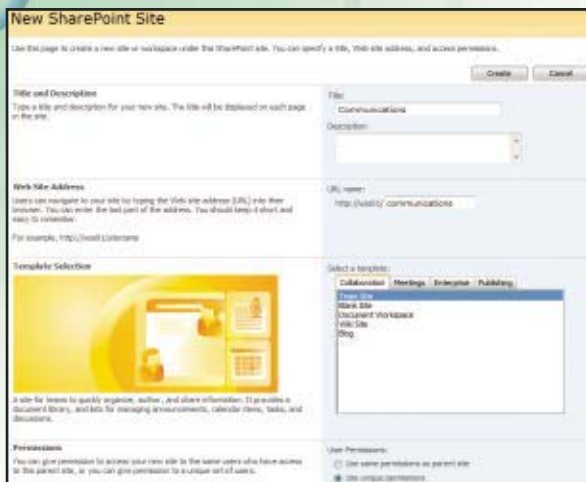 New SharePoint Site
Use this page to create a new site or workspace under this SharePoint site. You can specify a title, Web site address, and access permissions.
Create
Cancel
Title and Description
Type a title and description for your new site. The title will be displayed on each page
in the site.
Title:
Communications
Description:
Web Site Address
Users can navigate to your site by typing the Web site address (URL) into their
browser. You can enter the last part of the address. You should keep it short and
easy to remember.
For example,
URL name:
communications
Template Selection
Select a template:
Collaboration
Meetings
Enterprise
Publishing
Team Site
Blank Site
Document Workspace
Wiki Site
Blog
A site for teams to quickly organize, author, and share information. It provides a
document library, and lists for managing announcements, calendar items, tasks, and
discussions.
Permissions
You can give permission to access your new site to the same users who have access
to this parent site, or you can give permission to a unique set of users.
User Permissions:
Use same permissions as parent site
Use unique permissions